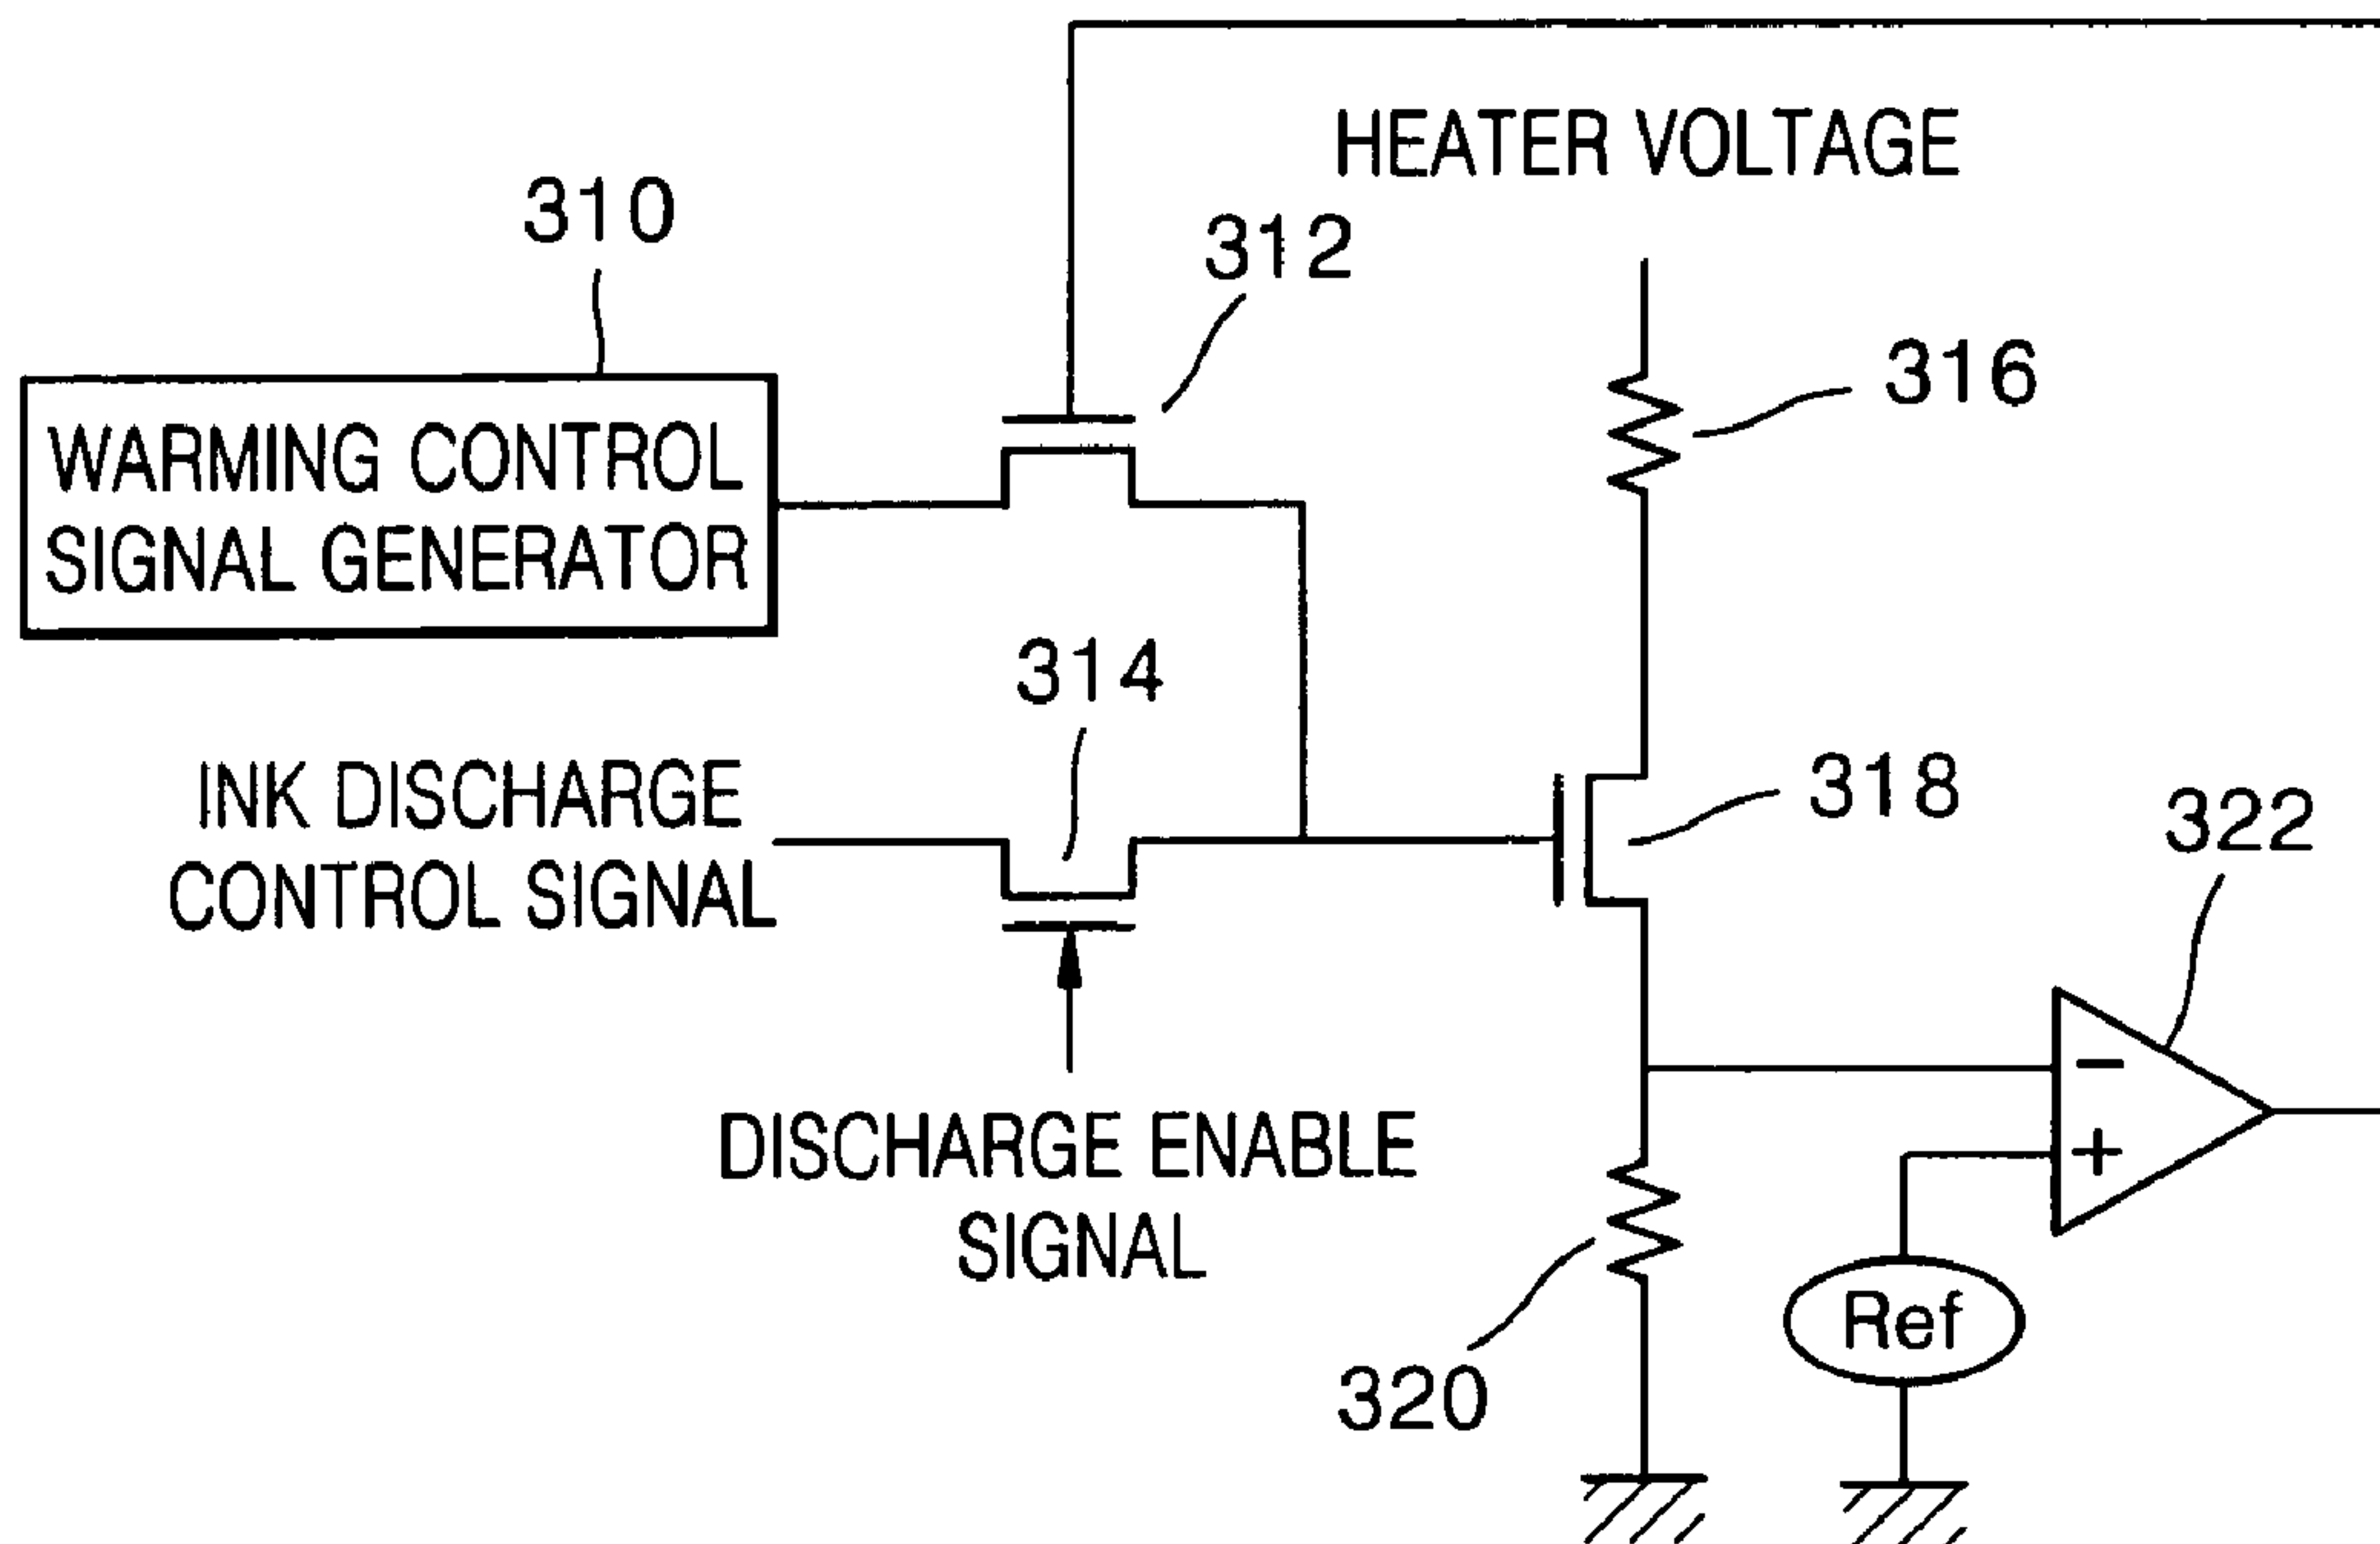 HEATER VOLTAGE
310
312
316
WARMING CONTROL
SIGNAL GENERATOR
314
318
322
INK DISCHARGE
CONTROL SIGNAL
−
+
DISCHARGE ENABLE
SIGNAL
Ref
320